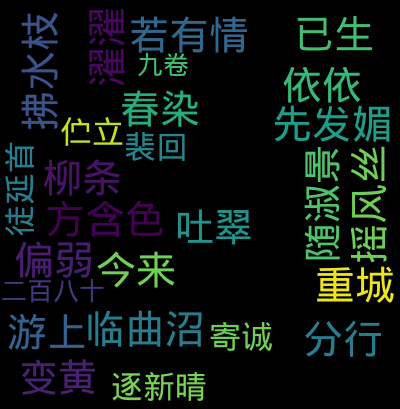 拂水枝
濯濯
若有情
已生
九卷
依依
春染
先发媚
伫立
裴回
徒延首
柳条
随淑景
摇风丝
方含色
吐翠
偏弱
今来
重城
二百八十
游上
临曲沼
寄诚
分行
变黄
逐新晴